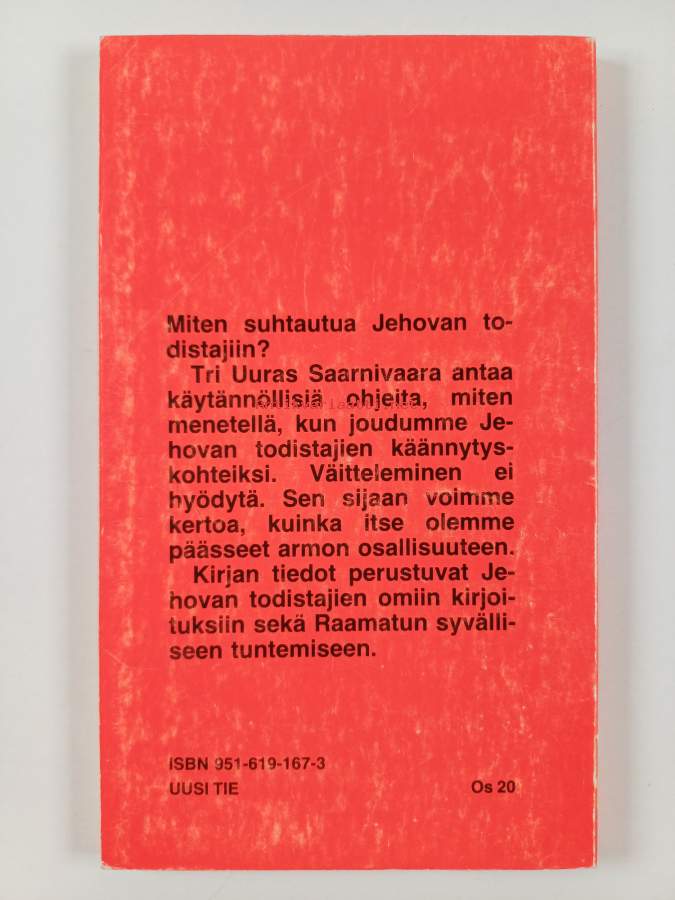 Miten suhtautua Jehovan to-
distajiin?
Tri Uuras Saarnivaara antaa
käytännöllisiä ohjeita, miten
menetellä, kun joudumme Je-
hovan todistajien käännytys-
kohteiksi. Väitteleminen ei
hyödytä. Sen sijaan voimme
kertoa, kuinka itse olemme
päässeet armon osallisuuteen.
Kirjan tiedot perustuvat Je-
hovan todistajien omiin kirjoi-
tuksiin sekä Raamatun syvälli-
seen tuntemiseen.
ISBN 951-619-167-3
UUSI TIE
Os 20